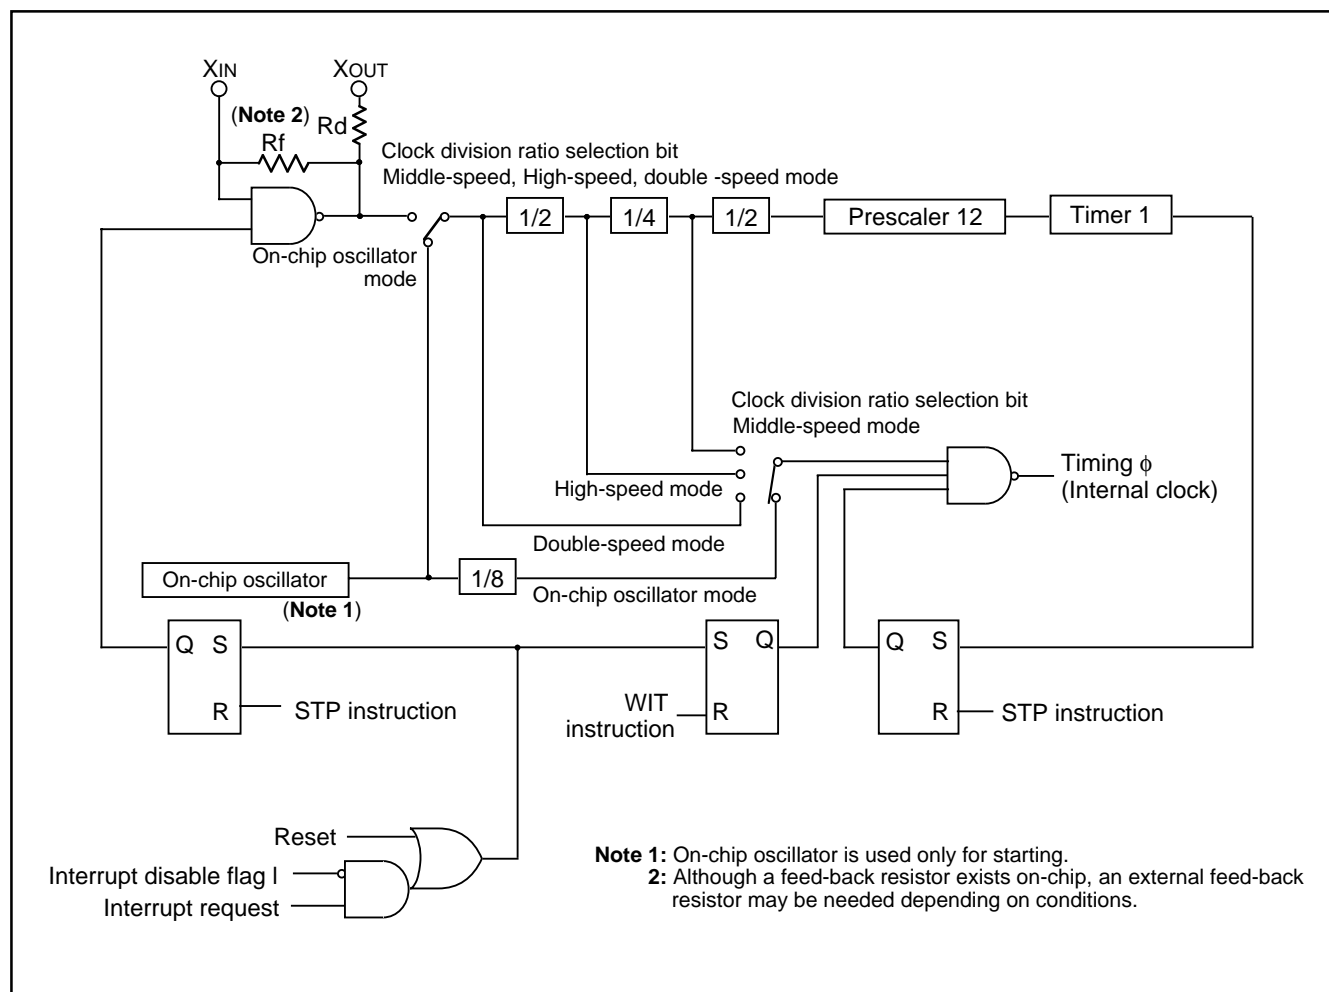 XIN
XOUT
(Note 2)
Rf
Rd
Clock division ratio selection bit
Middle-speed, High-speed, double -speed mode
1/2
1/4
1/2
Prescaler 12
Timer 1
On-chip oscillator
mode
Clock division ratio selection bit
Middle-speed mode
High-speed mode
Double-speed mode
Timing ϕ
(Internal clock)
On-chip oscillator
(Note 1)
1/8
On-chip oscillator mode
Q S
R
STP instruction
S Q
R
WIT
instruction
Q S
R
STP instruction
Reset
Interrupt disable flag I
Interrupt request
Note 1: On-chip oscillator is used only for starting.
2: Although a feed-back resistor exists on-chip, an external feed-back
resistor may be needed depending on conditions.